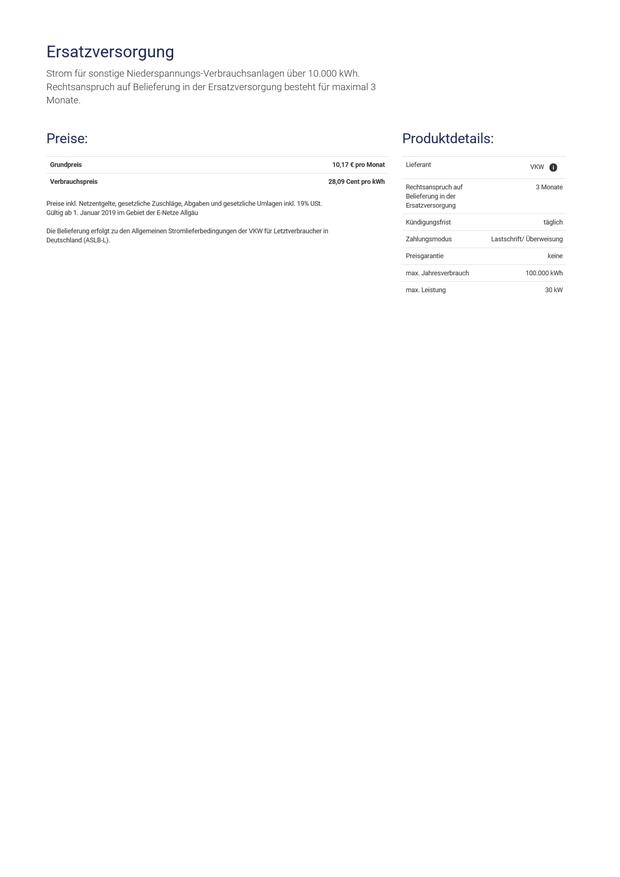 Ersatzversorgung
Strom für sonstige Niederspannungs-Verbrauchsanlagen über 10.000 kWh.
Rechtsanspruch auf Belieferung in der Ersatzversorgung besteht für maximal 3
Monate.
Preise:
Grundpreis 10,17 € pro Monat
Verbrauchspreis 28,09 Cent pro kWh
Preise inkl. Netzentgelte, gesetzliche Zuschläge, Abgaben und gesetzliche Umlagen inkl. 19% USt.
Gültig ab 1. Januar 2019 im Gebiet der E-Netze Allgäu
Die Belieferung erfolgt zu den Allgemeinen Stromlieferbedingungen der VKW für Letztverbraucher in
Deutschland (ASLB-L).
Produktdetails:
Lieferant VKW i
Rechtsanspruch auf 3 Monate
Belieferung in der
Ersatzversorgung
Kündigungsfrist täglich
Zahlungsmodus Lastschrift/ Überweisung
Preisgarantie keine
max. Jahresverbrauch 100.000 kWh
max. Leistung 30 kW